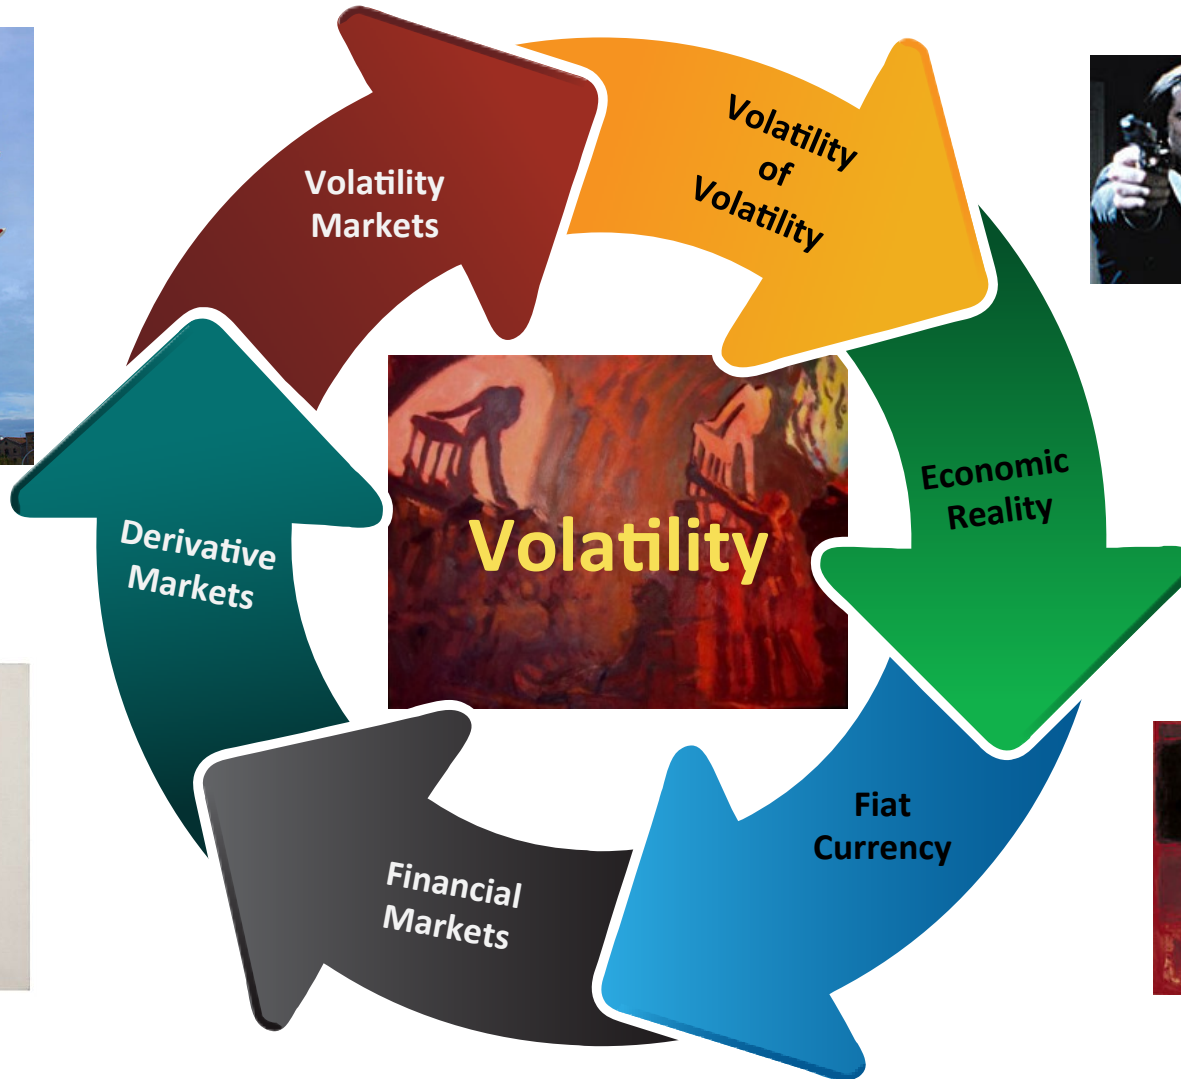 Volatility
of
Volatility
Volatility
Markets
Economic
Reality
Volatility
Derivative
Markets
Fiat
Currency
Financial
Markets